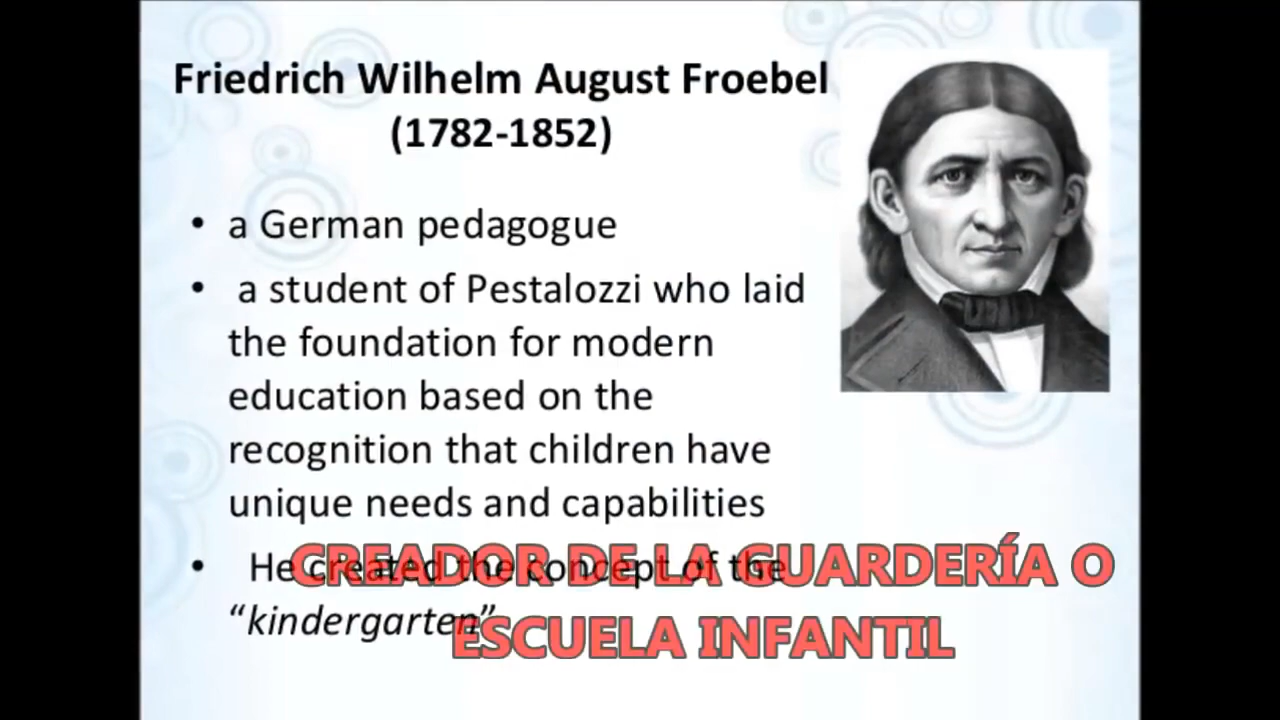 Friedrich Wilhelm August Froebel
(1782-1852)
• a German pedagogue
• a student of Pestalozzi who laid
the foundation for modern
education based on the
recognition that children have
unique needs and capabilities
• He created the concept of the
“kindergarten”
CREADOR DE LA GUARDERÍA O
ESCUELA INFANTIL